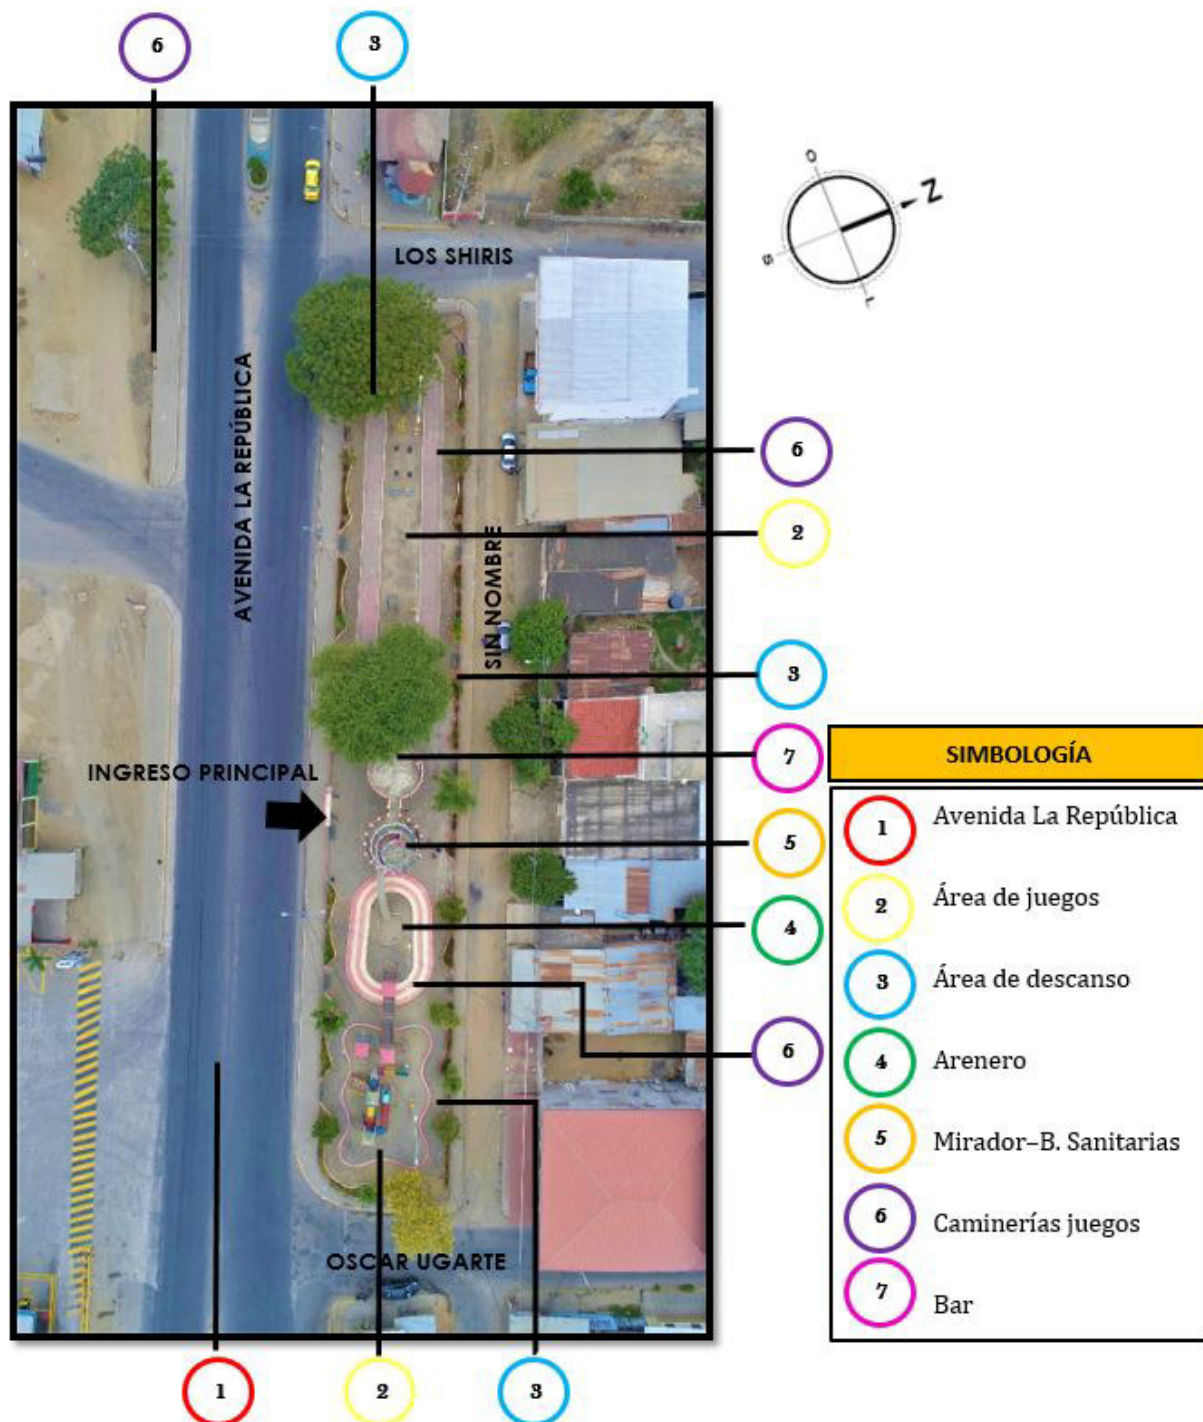 6
3
O
Z
S
L
LOS SHIRIS
AVENIDA LA REPÚBLICA
6
2
SIN NOMBRE
3
7
INGRESO PRINCIPAL
5
4
6
OSCAR UGARTE
1
2
3
SIMBOLOGÍA
1 Avenida La República
2 Área de juegos
3 Área de descanso
4 Arenero
5 Mirador–B. Sanitarias
6 Caminerías juegos
7 Bar